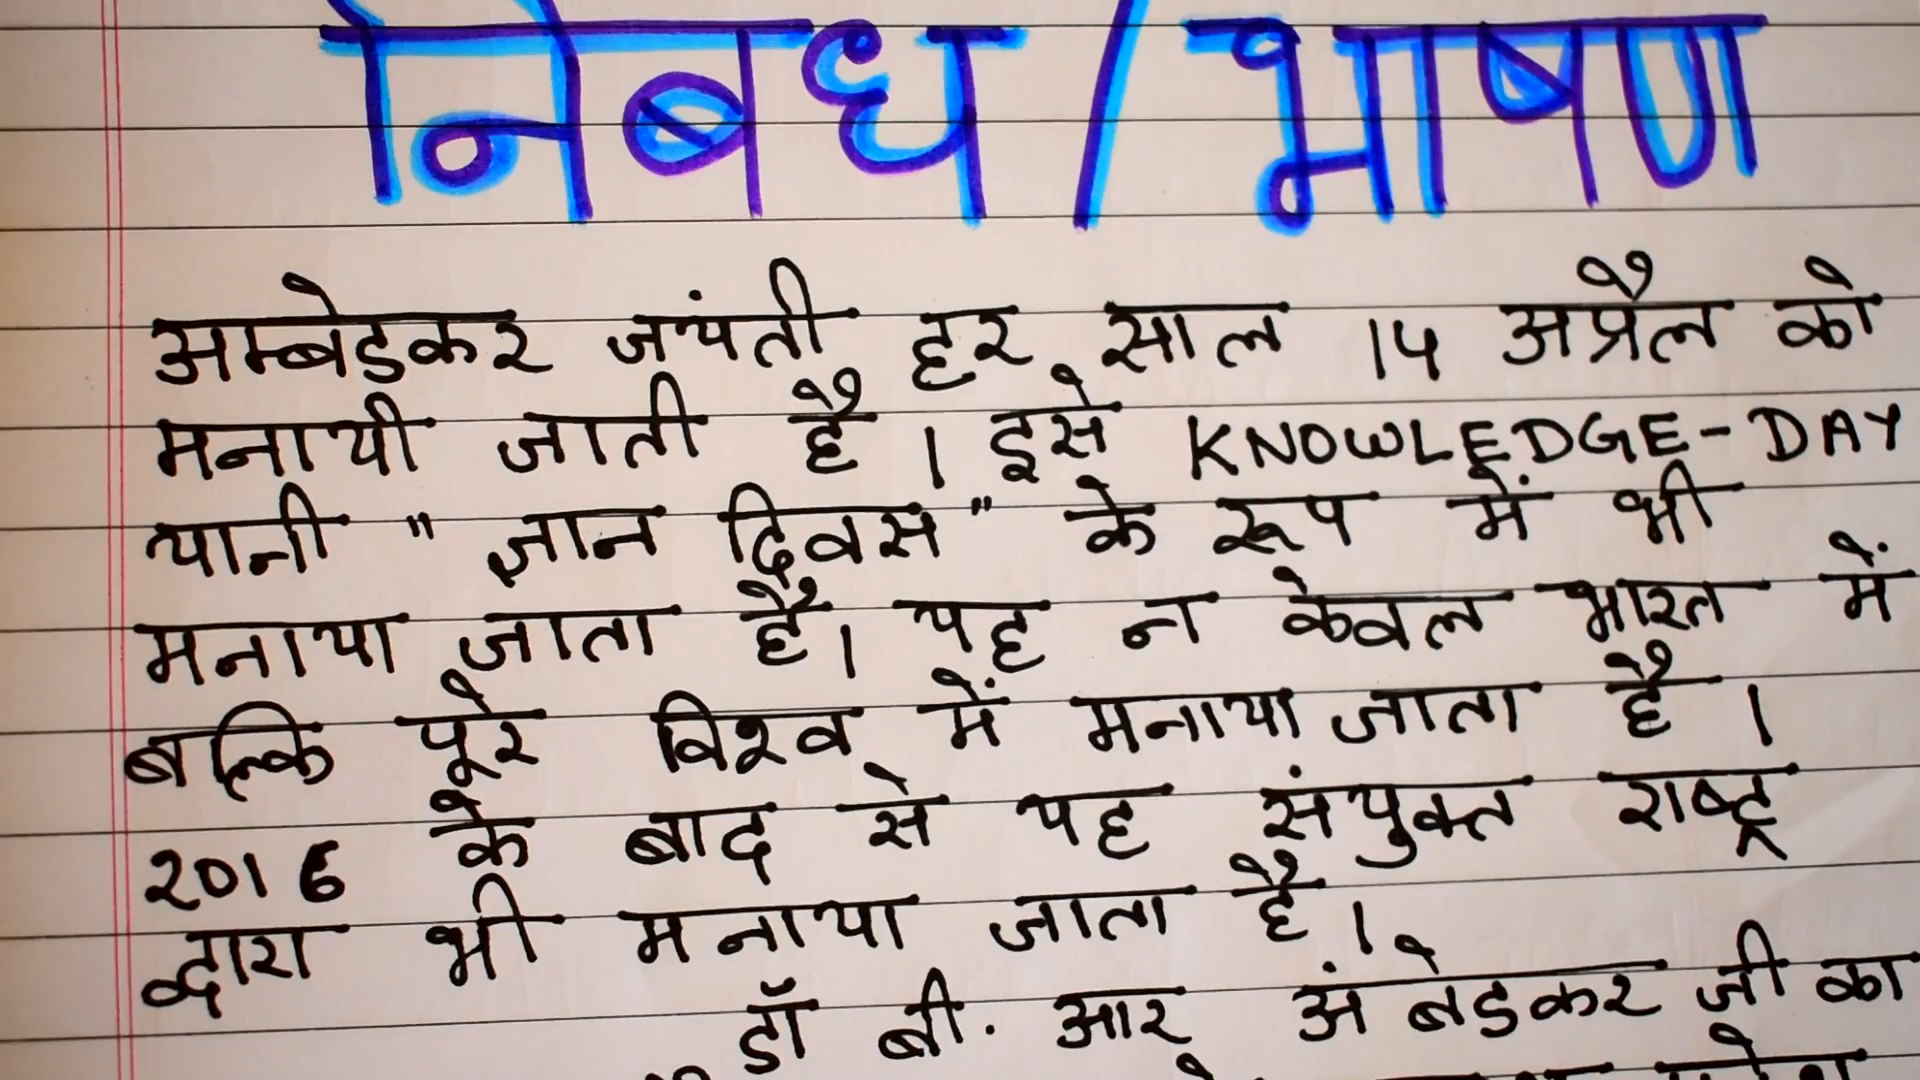 निबंध / भाषण
अम्बेडकर जयंती हर साल 14 अप्रैल को
मनायी जाती है । इसे KNOWLEDGE-DAY
यानी " ज्ञान दिवस " के रूप में भी
मनाया जाता है। यह न केवल भारत में
बल्कि पूरे विश्व में मनाया जाता है ।
2016 के बाद से यह संयुक्त राष्ट्र
द्वारा भी मनाया जाता है ।
डॉ बी. आर अंबेडकर जी का